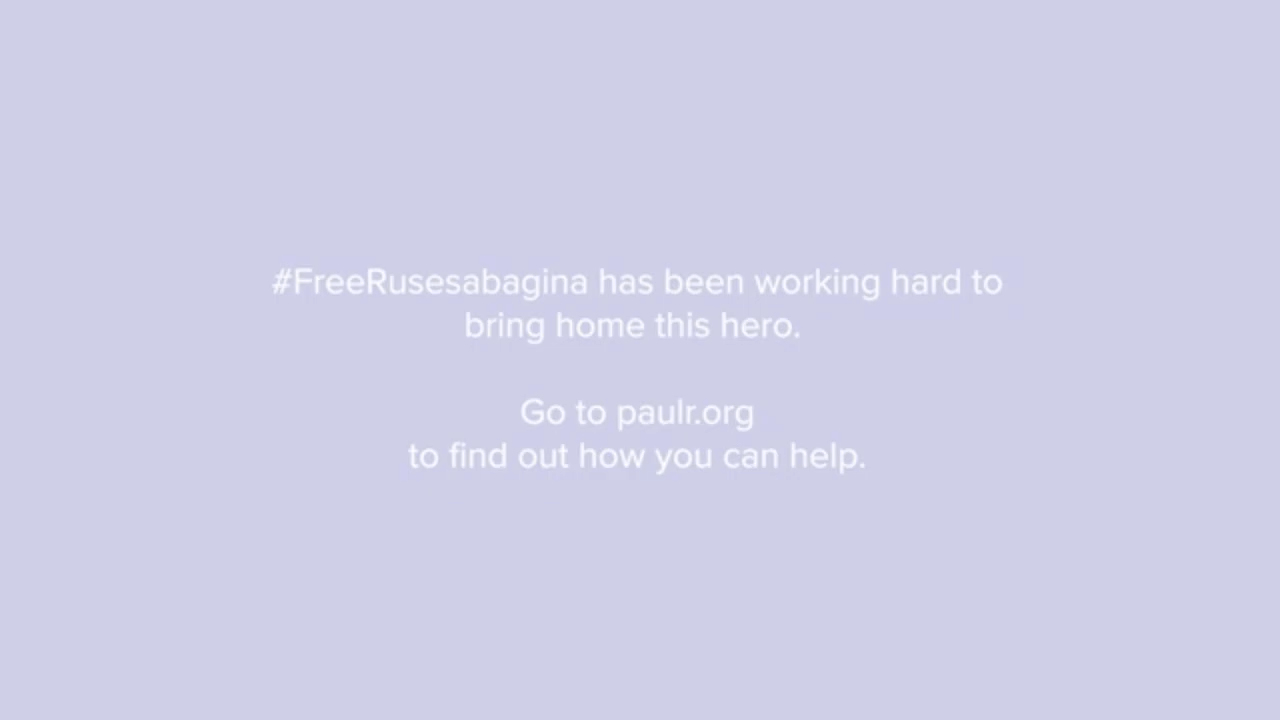 #FreeRusesabagina has been working hard to
bring home this hero.
Go to paulr.org
to find out how you can help.